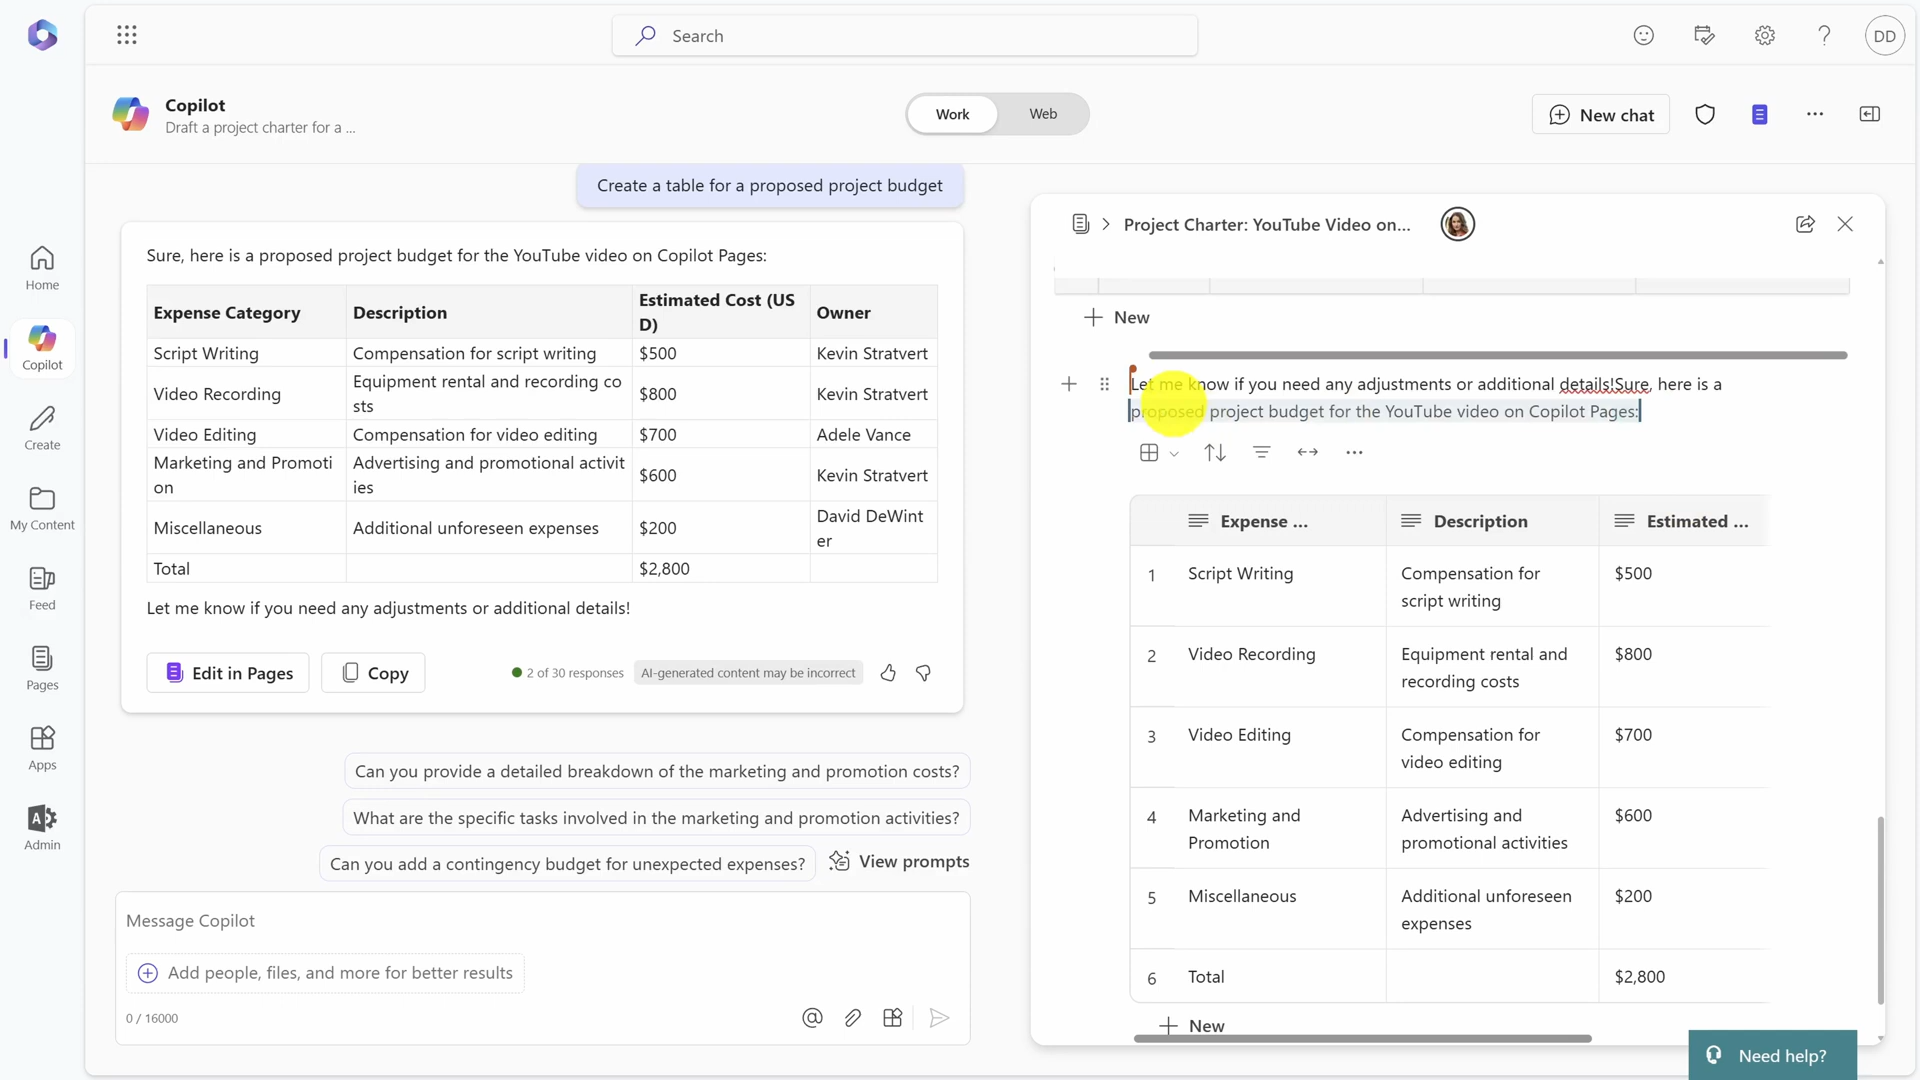 Search
DD
Copilot
Draft a project charter for a ...
Work
Web
New chat
Home
Copilot
Create
My Content
Feed
Pages
Apps
Admin
Create a table for a proposed project budget
Sure, here is a proposed project budget for the YouTube video on Copilot Pages:
Expense Category Description Estimated Cost (US
D) Owner
Script Writing Compensation for script writing $500 Kevin Stratvert
Video Recording Equipment rental and recording co
sts $800 Kevin Stratvert
Video Editing Compensation for video editing $700 Adele Vance
Marketing and Promoti
on Advertising and promotional activit
ies $600 Kevin Stratvert
Miscellaneous Additional unforeseen expenses $200 David DeWint
er
Total $2,800
Let me know if you need any adjustments or additional details!
Edit in Pages
Copy
2 of 30 responses
AI-generated content may be incorrect
Can you provide a detailed breakdown of the marketing and promotion costs?
What are the specific tasks involved in the marketing and promotion activities?
Can you add a contingency budget for unexpected expenses?
View prompts
Message Copilot
Add people, files, and more for better results
0 / 16000
Project Charter: YouTube Video on...
New
Let me know if you need any adjustments or additional details!Sure, here is a
proposed project budget for the YouTube video on Copilot Pages:
Expense ... Description Estimated ...
1 Script Writing Compensation for
script writing $500
2 Video Recording Equipment rental and
recording costs $800
3 Video Editing Compensation for
video editing $700
4 Marketing and
Promotion Advertising and
promotional activities $600
5 Miscellaneous Additional unforeseen
expenses $200
6 Total $2,800
New
Need help?